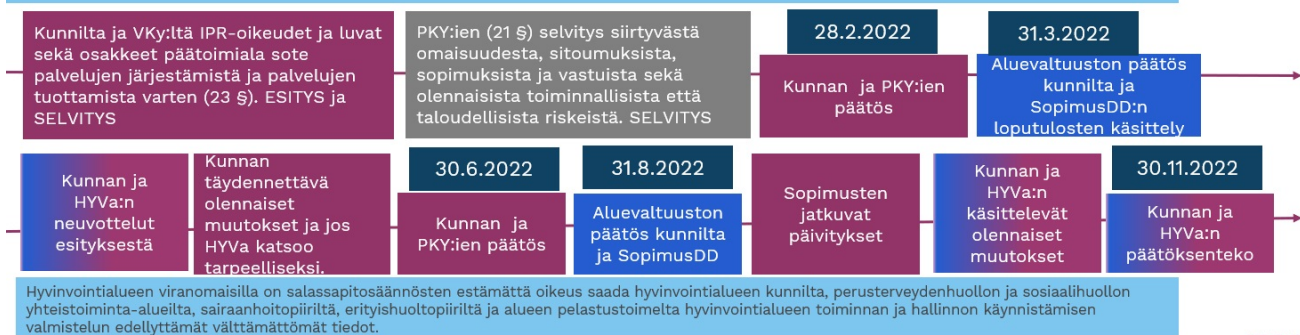 Kunnilta ja VKy:ltä IPR-oikeudet ja luvat
sekä osakkeet päätoimiala sote
palvelujen järjestämistä ja palvelujen
tuottamista varten (23 §). ESITYS ja
SELVITYS
PKY:ien (21 §) selvitys siirtyvästä
omaisuudesta, sitoumuksista,
sopimuksista ja vastuista sekä
olennaisista toiminnallisista että
taloudellisista riskeistä. SELVITYS
28.2.2022
Kunnan ja PKY:ien
päätös
31.3.2022
Aluevaltuuston päätös
kunnilta ja
SopimusDD:n
loputulosten käsittely
Kunnan ja
HYVa:n
neuvottelut
esityksestä
Kunnan
täydennettävä
olennaiset
muutokset ja jos
HYVa katsoo
tarpeelliseksi.
30.6.2022
Kunnan ja
PKY:ien päätös
31.8.2022
Aluevaltuuston
päätös kunnilta
ja SopimusDD
Sopimusten
jatkuvat
päivitykset
Kunnan ja
HYVa:n
käsittelevät
olennaiset
muutokset
30.11.2022
Kunnan ja
HYVa:n
päätöksenteko
Hyvinvointialueen viranomaisilla on salassapitosäännösten estämättä oikeus saada hyvinvointialueen kunnilta, perusterveydenhuollon ja sosiaalihuollon
yhteistoiminta-alueilta, sairaanhoitopiiriltä, erityishuoltopiiriltä ja alueen pelastustoimelta hyvinvointialueen toiminnan ja hallinnon käynnistämisen
valmistelun edellyttämät välttämättömät tiedot.